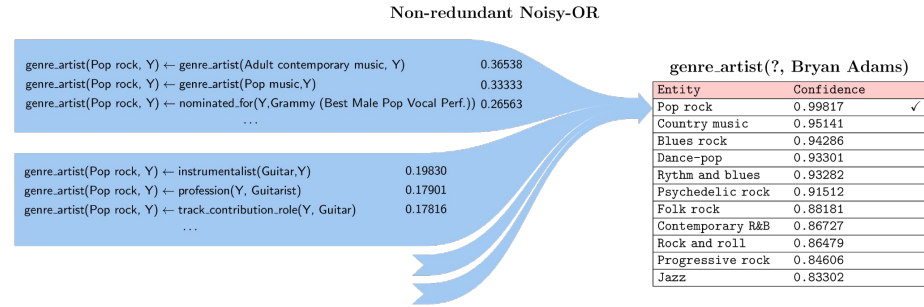 Non-redundant Noisy-OR
genre_artist(Pop rock, Y) ← genre_artist(Adult contemporary music, Y) 0.36538
genre_artist(Pop rock, Y) ← genre_artist(Pop music,Y) 0.33333
genre_artist(Pop rock, Y) ← nominated_for(Y,Grammy (Best Male Pop Vocal Perf.)) 0.26563
...
genre_artist(Pop rock, Y) ← instrumentalist(Guitar,Y) 0.19830
genre_artist(Pop rock, Y) ← profession(Y, Guitarist) 0.17901
genre_artist(Pop rock, Y) ← track_contribution_role(Y, Guitar) 0.17816
...
genre_artist(?, Bryan Adams)
Entity Confidence
Pop rock 0.99817 ✓
Country music 0.95141
Blues rock 0.94286
Dance-pop 0.93301
Rythm and blues 0.93282
Psychedelic rock 0.91512
Folk rock 0.88181
Contemporary R&B 0.86727
Rock and roll 0.86479
Progressive rock 0.84606
Jazz 0.83302